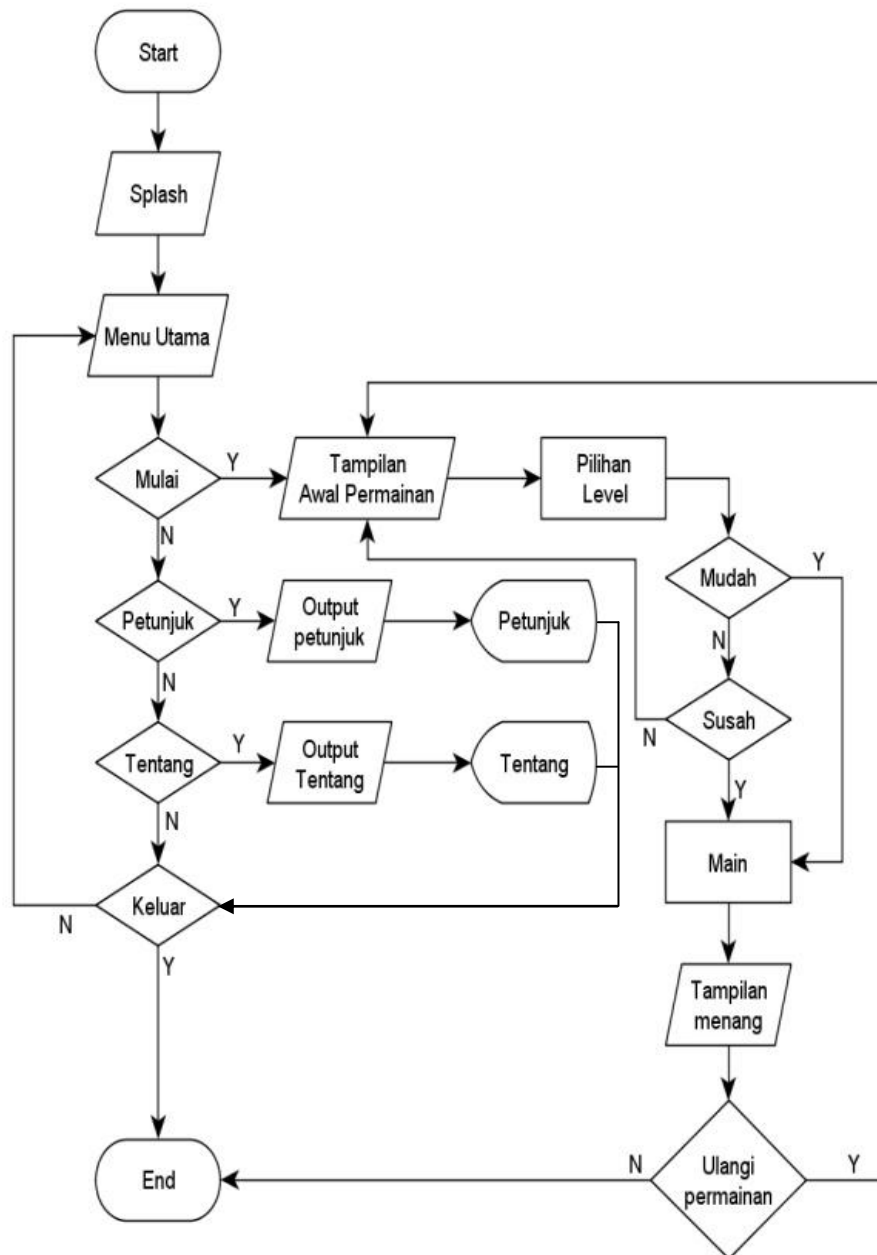 Start
Splash
Menu Utama
Mulai
Y
Tampilan
Awal Permainan
Pilihan
Level
N
Mudah
Y
Petunjuk
Y
Output
petunjuk
Petunjuk
N
N
Susah
N
Tentang
Y
Output
Tentang
Tentang
Y
N
Main
Keluar
N
Y
Tampilan
menang
End
N
Ulangi
permainan
Y